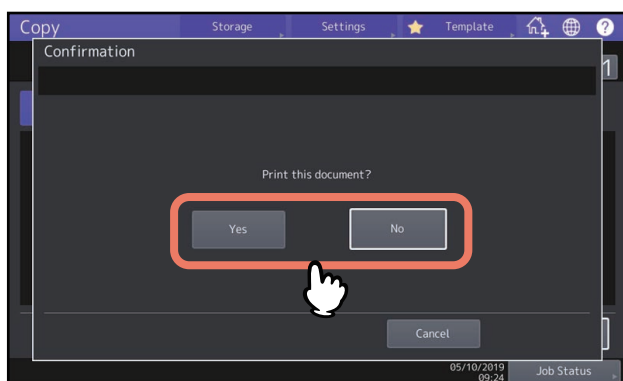 Copy Storage Settings Template ?
Confirmation
1
Print this document?
Yes No
Cancel
05/10/2019
09:24
Job Status